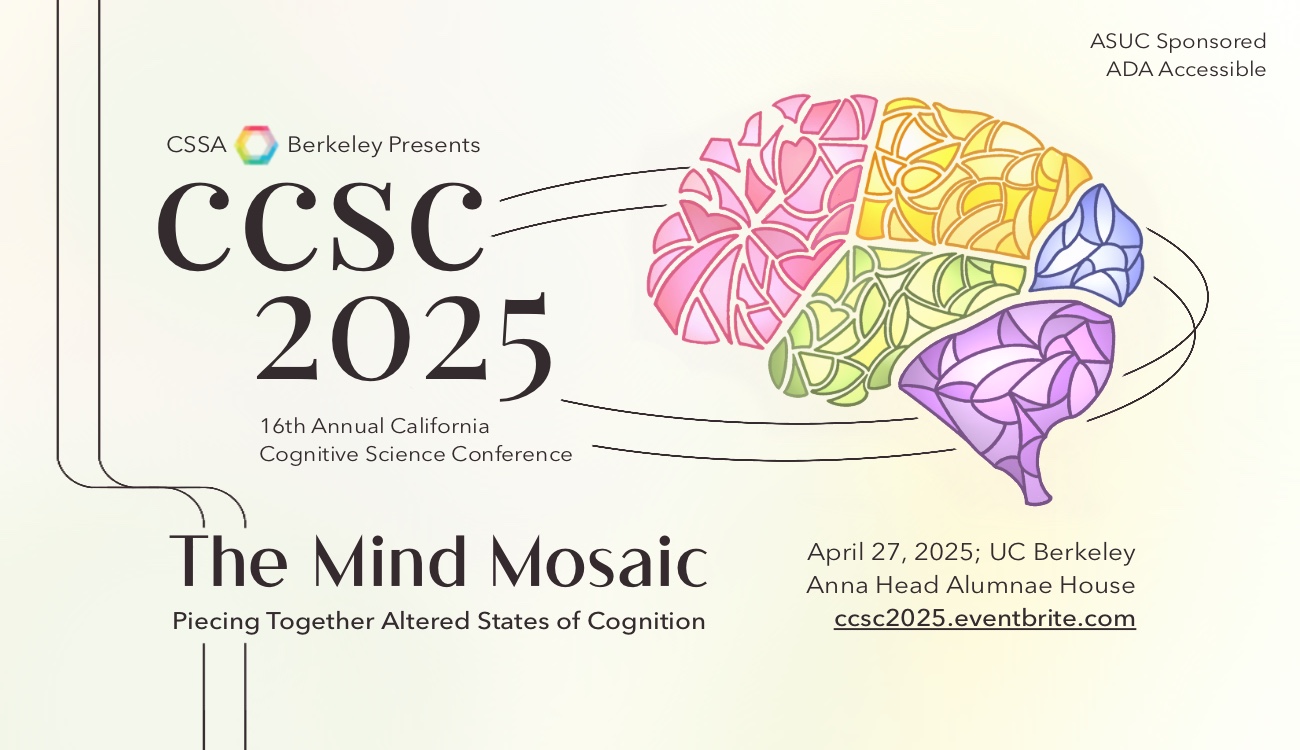 ASUC Sponsored
ADA Accessible
CSSA Berkeley Presents
CCSC
2025
16th Annual California
Cognitive Science Conference
The Mind Mosaic
Piecing Together Altered States of Cognition
April 27, 2025; UC Berkeley
Anna Head Alumnae House
ccsc2025.eventbrite.com